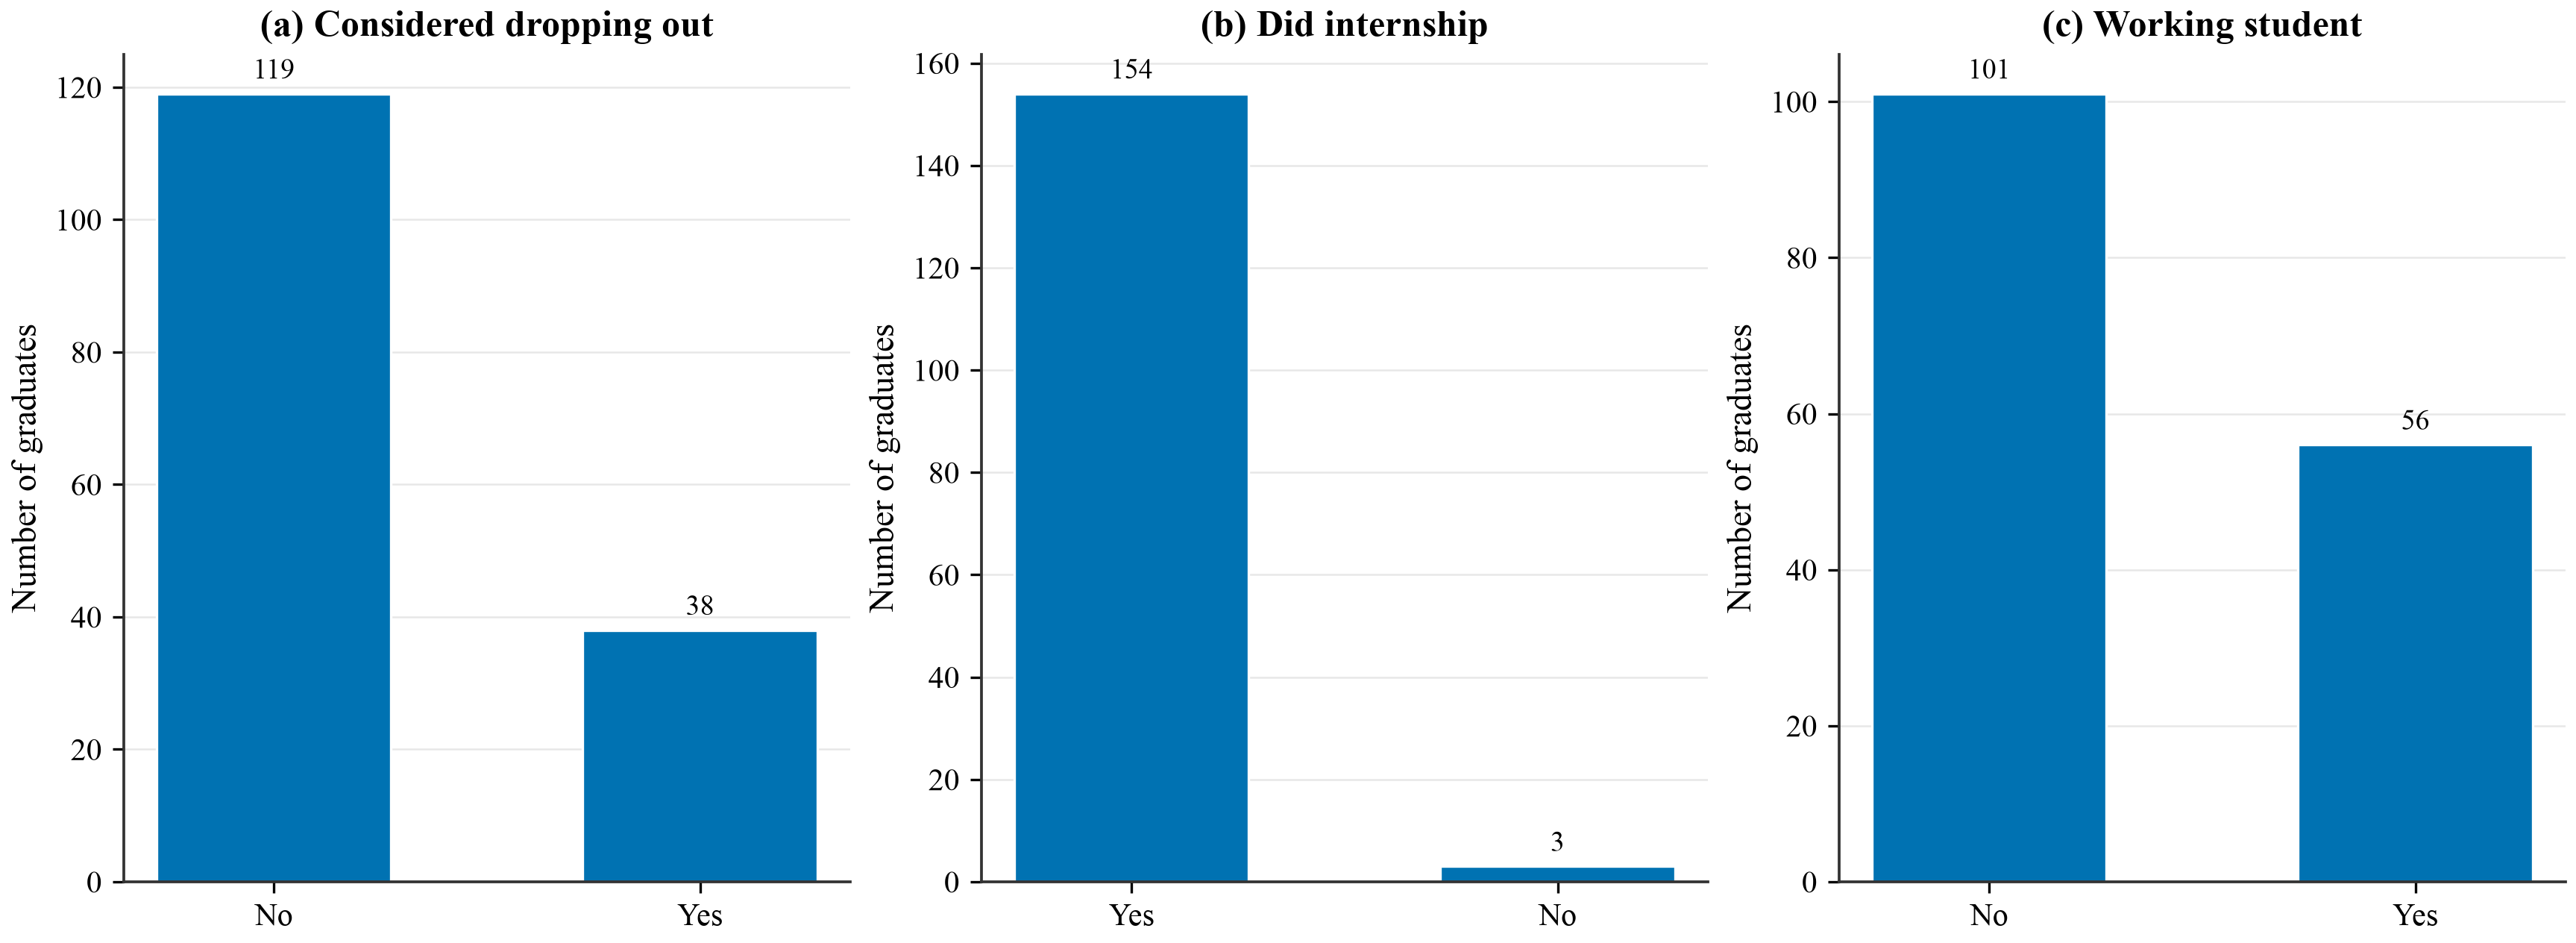 (a) Considered dropping out
Number of graduates
120
100
80
60
40
20
0
119
38
No
Yes
(b) Did internship
Number of graduates
160
140
120
100
80
60
40
20
0
154
3
Yes
No
(c) Working student
Number of graduates
100
80
60
40
20
0
101
56
No
Yes